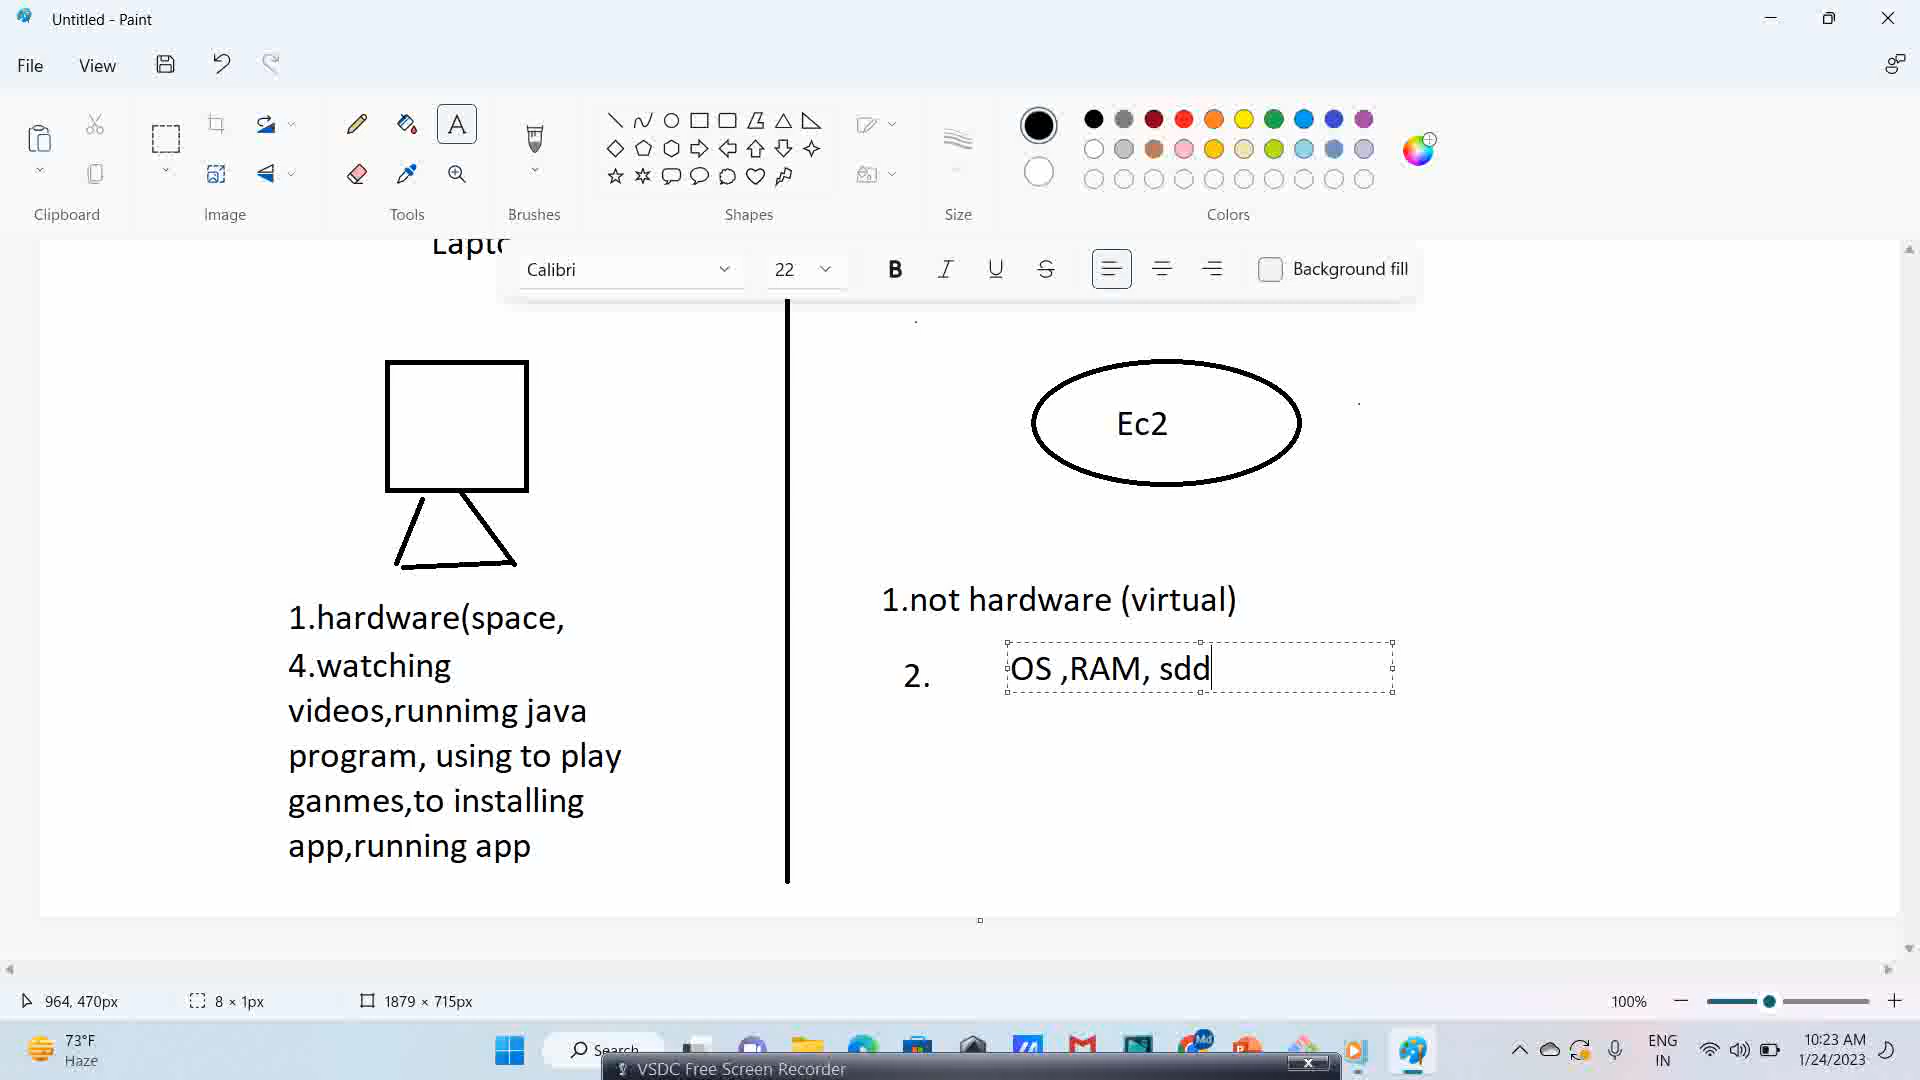 Untitled - Paint
File
View
Clipboard
Image
Tools
Brushes
Shapes
Size
Colors
Calibri
22
B
I
U
S
Background fill
Ec2
1.hardware(space,
4.watching
videos,runnimg java
program, using to play
ganmes,to installing
app,running app
1.not hardware (virtual)
2.
OS ,RAM, sdd
964, 470px
8 × 1px
1879 × 715px
100%
73°F
Haze
Search
VSDC Free Screen Recorder
ENG
IN
10:23 AM
1/24/2023